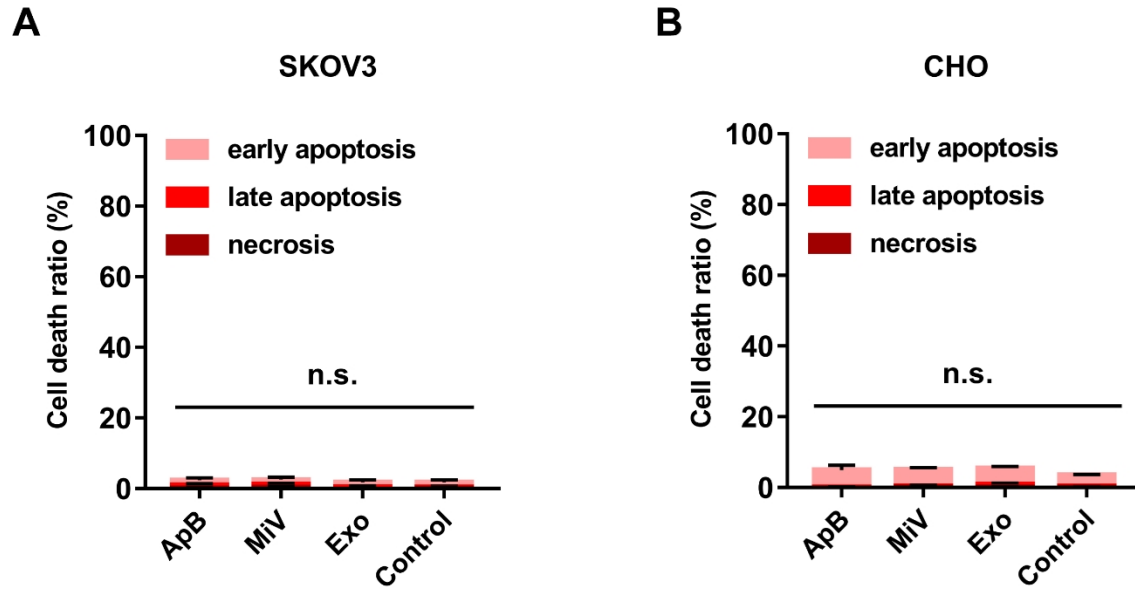 A
SKOV3
Cell death ratio (%)
100
80
60
40
20
0
early apoptosis
late apoptosis
necrosis
n.s.
ApB
MiV
Exo
Control
B
CHO
Cell death ratio (%)
100
80
60
40
20
0
early apoptosis
late apoptosis
necrosis
n.s.
ApB
MiV
Exo
Control